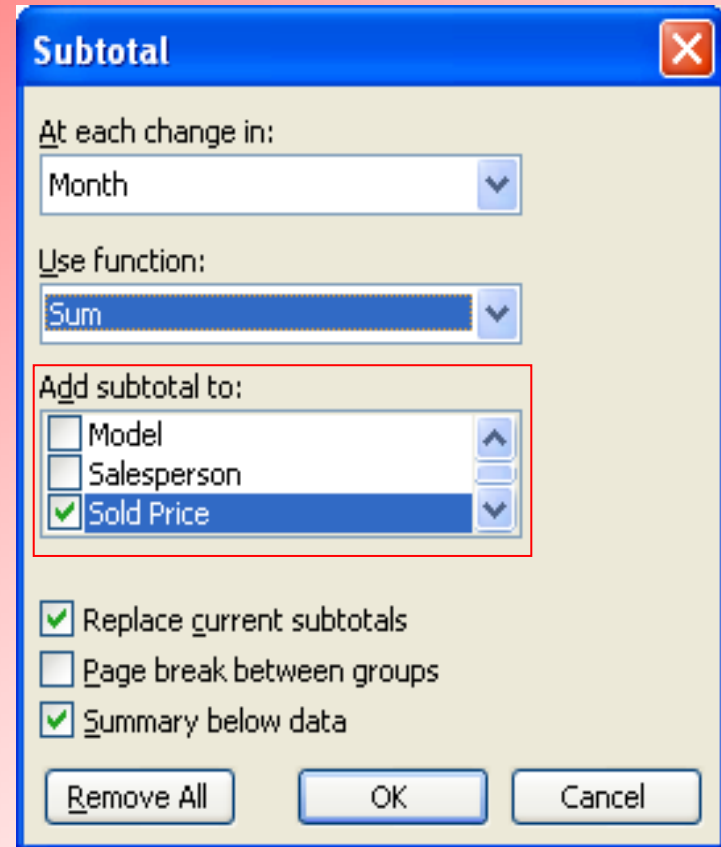 Subtotal
At each change in:
Month
Use function:
Sum
Add subtotal to:
Model
Salesperson
Sold Price
Replace current subtotals
Page break between groups
Summary below data
Remove All OK Cancel